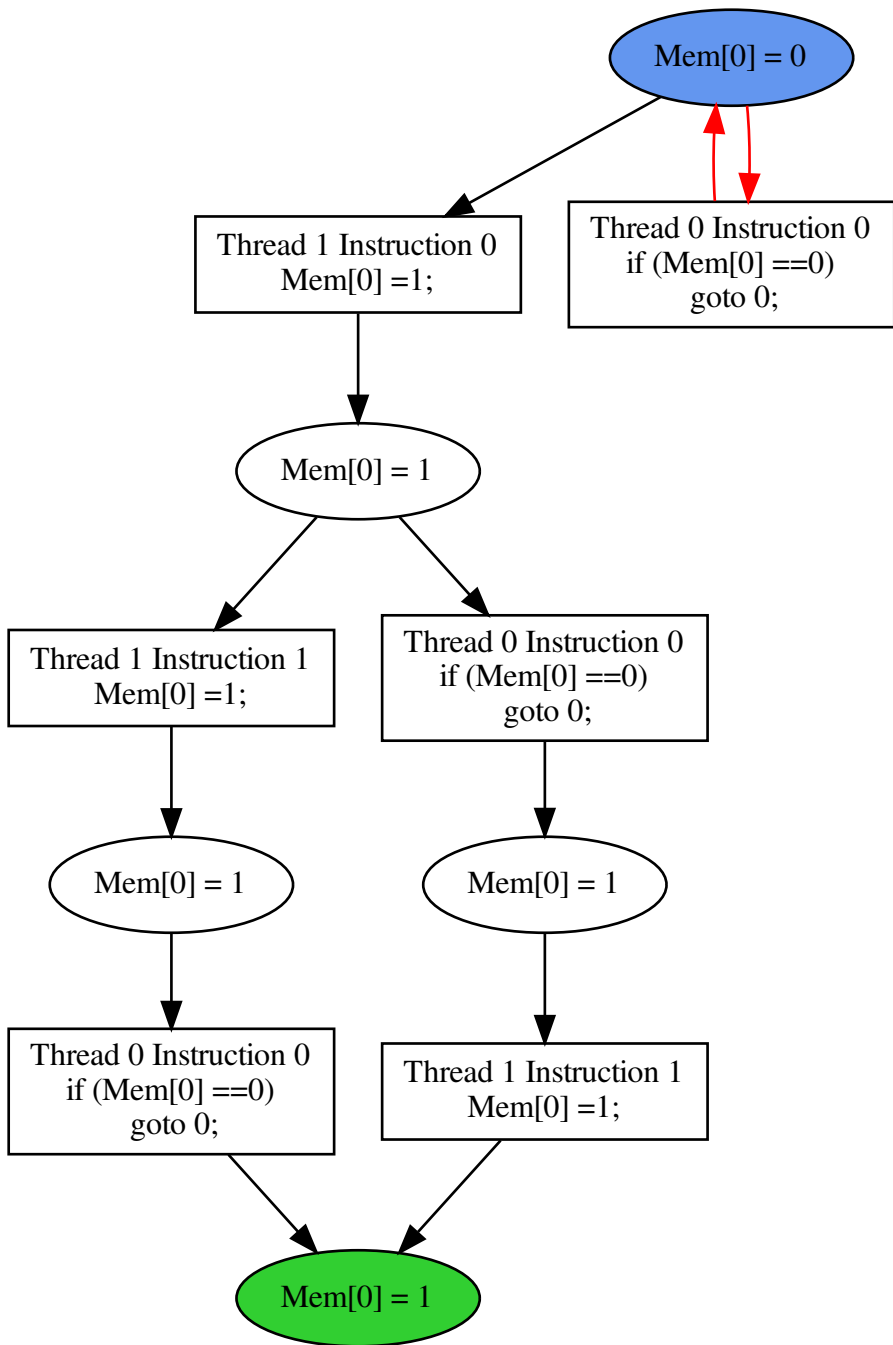 Mem[0] = 0
Thread 1 Instruction 0
Mem[0] =1;
Thread 0 Instruction 0
if (Mem[0] ==0)
goto 0;
Mem[0] = 1
Thread 1 Instruction 1
Mem[0] =1;
Thread 0 Instruction 0
if (Mem[0] ==0)
goto 0;
Mem[0] = 1
Mem[0] = 1
Thread 0 Instruction 0
if (Mem[0] ==0)
goto 0;
Thread 1 Instruction 1
Mem[0] =1;
Mem[0] = 1